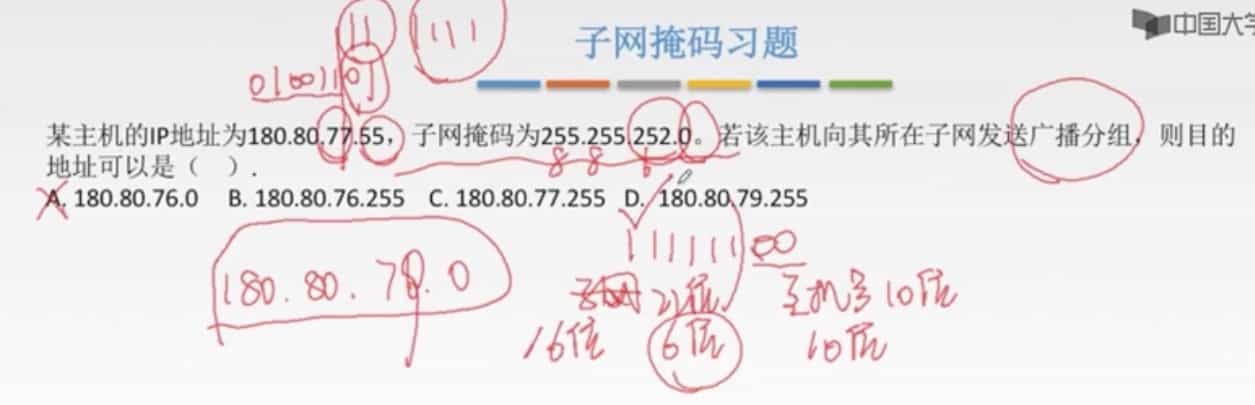 中国大学
11 111
子网掩码习题
01001101
某主机的IP地址为180.80.77.55，子网掩码为255.255.252.0。若该主机向其所在子网发送广播分组，则目的
地址可以是（ ）.
8 8 6
A. 180.80.76.0 B. 180.80.76.255 C. 180.80.77.255 D. 180.80.79.255
111111 00
180.80.79.0
22位 主机号10位
16位 6位 10位